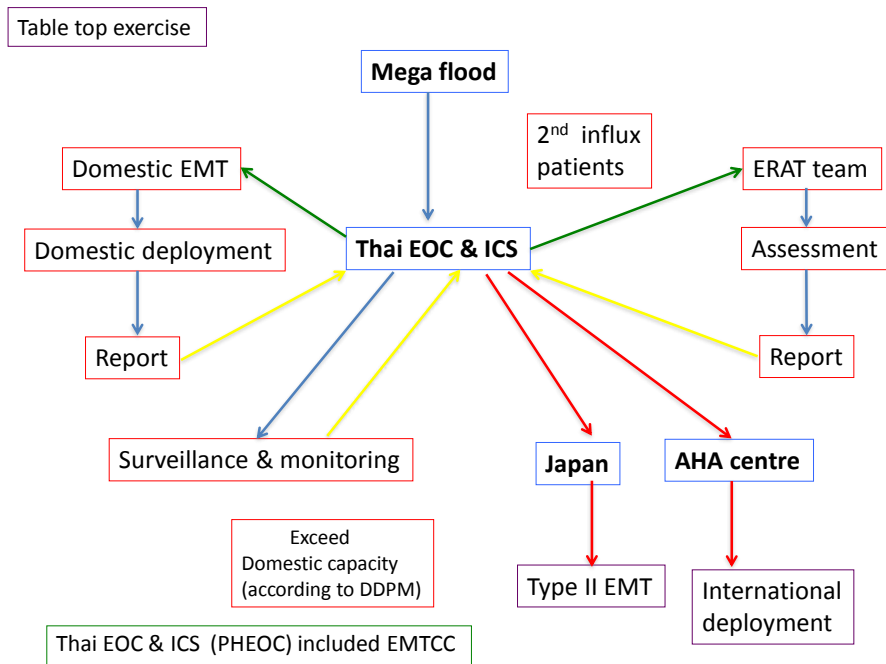 Table top exercise
Mega flood
2nd influx
patients
Domestic EMT
ERAT team
Domestic deployment
Thai EOC & ICS
Assessment
Report
Report
Surveillance & monitoring
Japan
AHA centre
Exceed
Domestic capacity
(according to DDPM)
Type II EMT
International
deployment
Thai EOC & ICS (PHEOC) included EMTCC